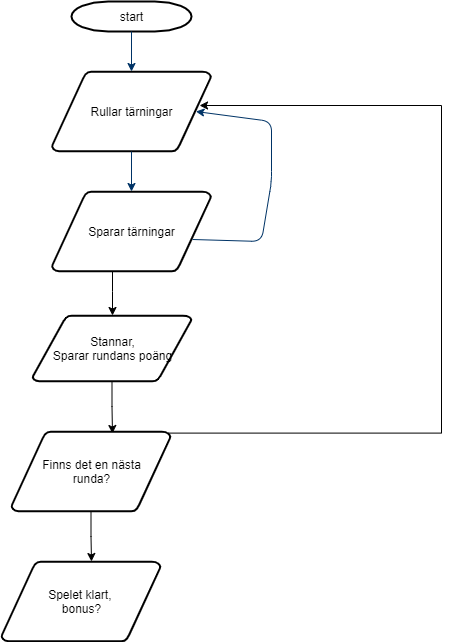 start
Rullar tärningar
Sparar tärningar
Stannar,
Sparar rundans poäng
Finns det en nästa
runda?
Spelet klart,
bonus?